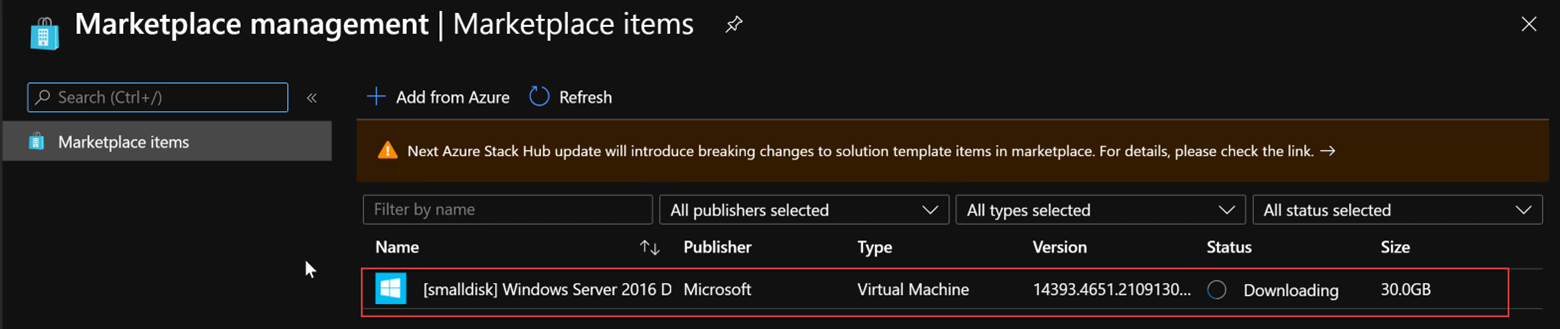 Marketplace management | Marketplace items
Search (Ctrl+/)
«
Add from Azure
Refresh
Marketplace items
Next Azure Stack Hub update will introduce breaking changes to solution template items in marketplace. For details, please check the link. →
Filter by name
All publishers selected
All types selected
All status selected
Name ↑↓ Publisher Type Version Status Size
[smalldisk] Windows Server 2016 D Microsoft Virtual Machine 14393.4651.2109130... Downloading 30.0GB